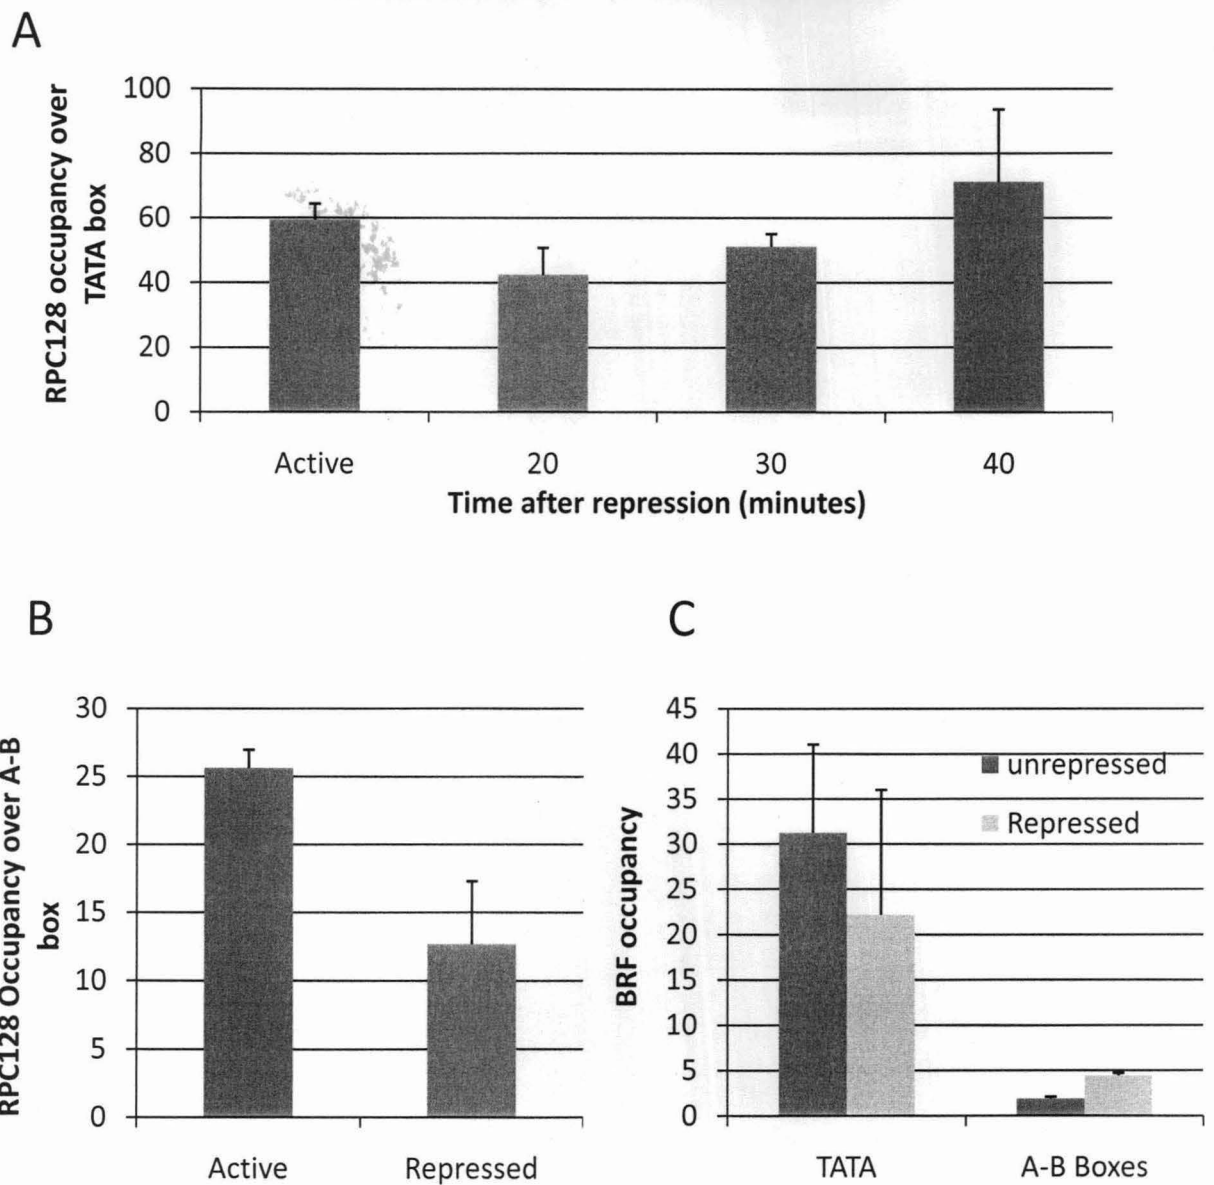 A
RPC128 occupancy over
TATA box
100
80
60
40
20
0
Active 20 30 40
Time after repression (minutes)
B
RPC128 Occupancy over A-B
box
30
25
20
15
10
5
0
Active Repressed
C
BRF occupancy
45
40
35
30
25
20
15
10
5
0
unrepressed
Repressed
TATA A-B Boxes